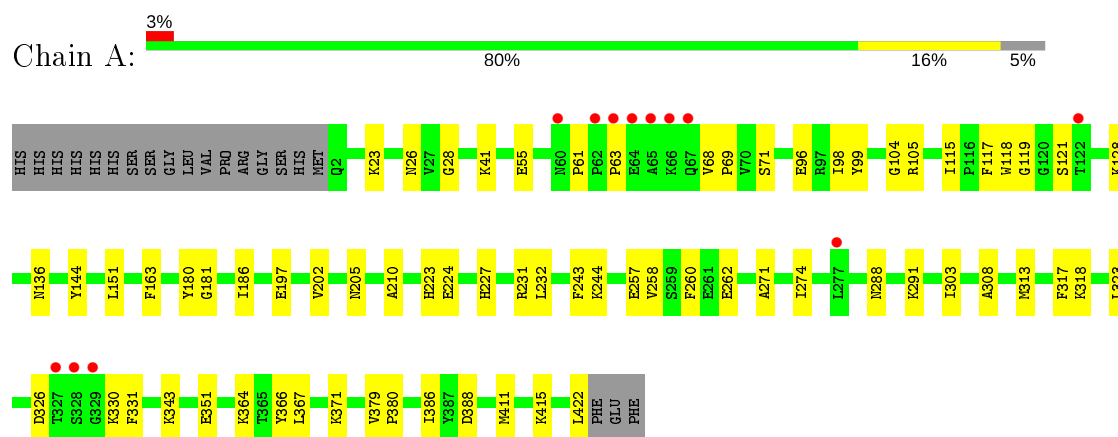 3%
Chain A:
80% 16% 5%
HIS HIS HIS HIS HIS HIS SER SER GLY LEU VAL PRO ARG GLY SER HIS MET Q2 K23 N26 V27 G28 K41 E55 N60 P61 P62 P63 E64 A65 K66 Q67 V68 P69 V70 S71 E96 R97 I98 Y99 G104 R105 I115 P116 F117 W118 G119 G120 S121 T122 K128
N136 Y144 L151 F163 Y180 G181 I186 E197 V202 N205 A210 H223 E224 H227 R231 L232 F243 K244 E257 V258 S259 F260 E261 E262 A271 I274 L277 N288 K291 I303 A308 M313 F317 K318 L323
D326 T327 S328 G329 K330 F331 K343 E351 K364 T365 Y366 L367 K371 V379 P380 I386 Y387 D388 M411 K415 L422 PHE GLU PHE